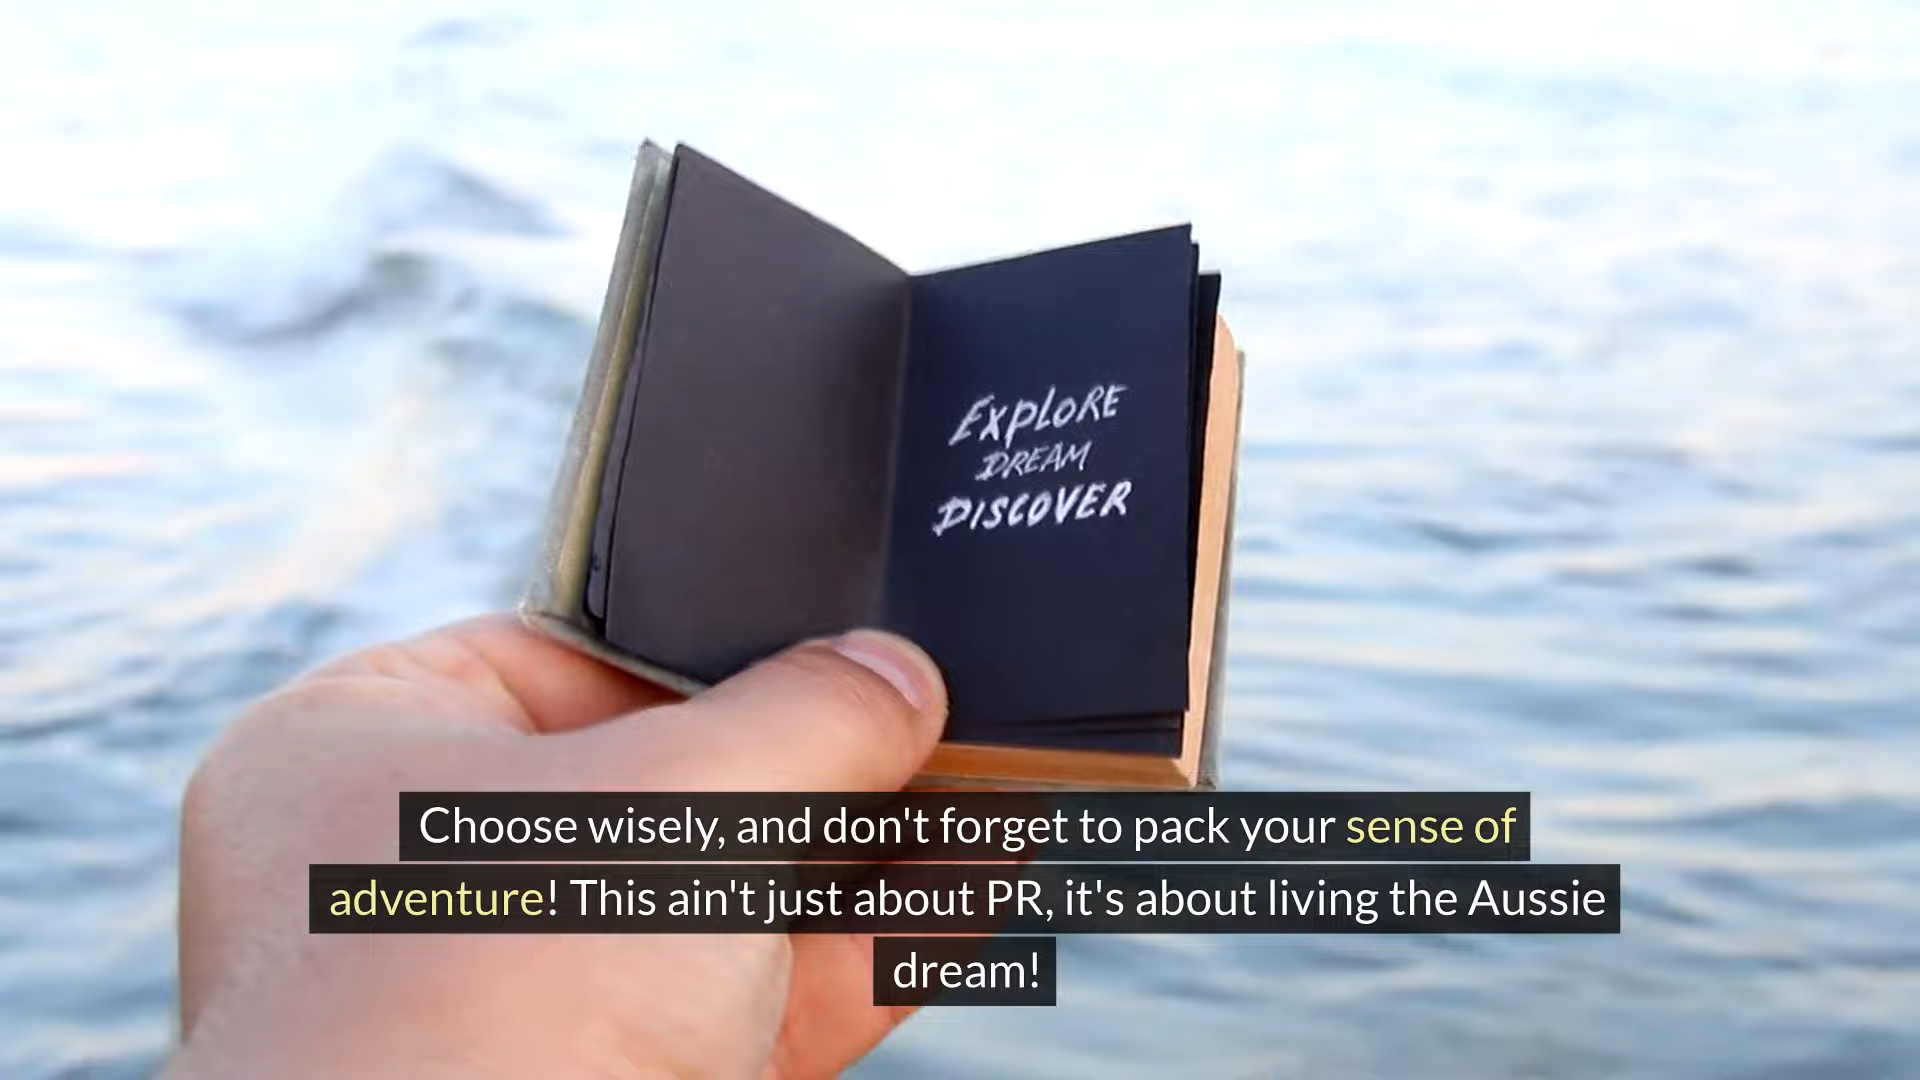 EXPLORE
DREAM
DISCOVER
Choose wisely, and don't forget to pack your sense of
adventure! This ain't just about PR, it's about living the Aussie
dream!